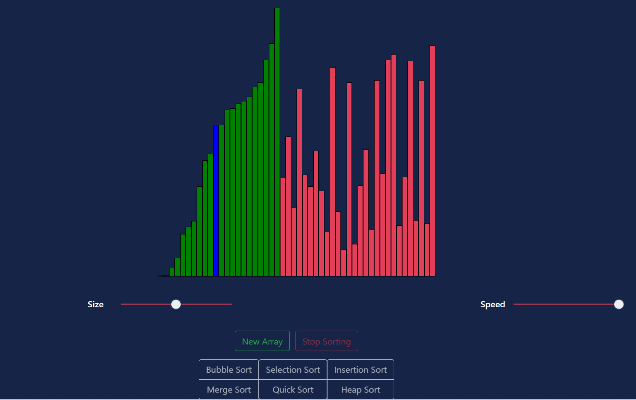 Size Speed
New Array Stop Sorting
Bubble Sort Selection Sort Insertion Sort
Merge Sort Quick Sort Heap Sort